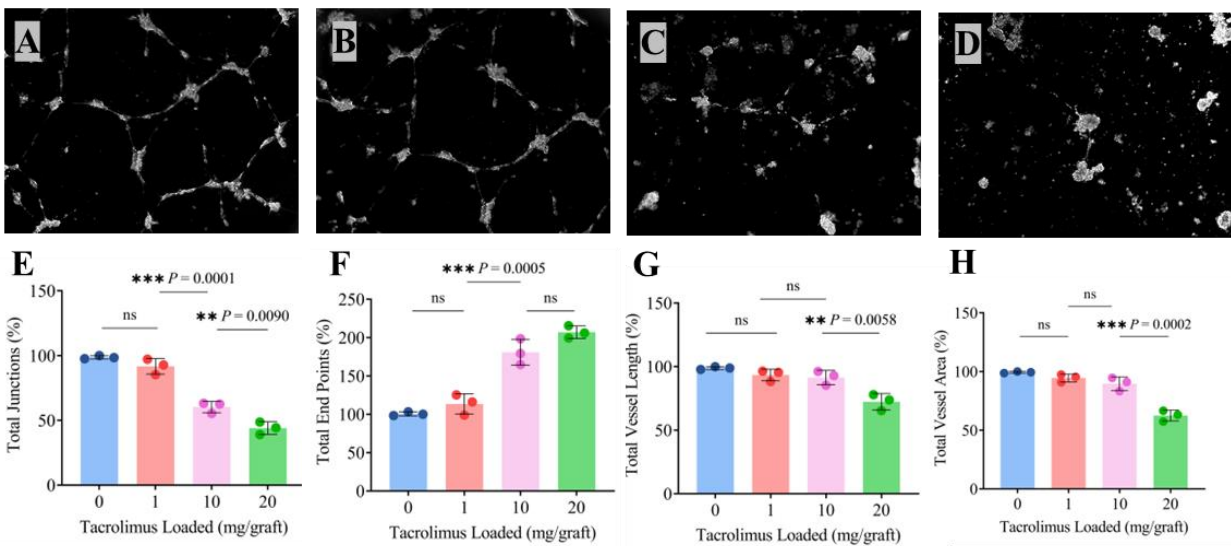 A
B
C
D
E
*** P = 0.0001
ns
** P = 0.0090
Total Junctions (%)
150
100
50
0
0 1 10 20
Tacrolimus Loaded (mg/graft)
F
*** P = 0.0005
ns
ns
Total End Points (%)
250
200
150
100
50
0
0 1 10 20
Tacrolimus Loaded (mg/graft)
G
ns
ns
** P = 0.0058
Total Vessel Length (%)
150
100
50
0
0 1 10 20
Tacrolimus Loaded (mg/graft)
H
ns
ns
*** P = 0.0002
Total Vessel Area (%)
150
100
50
0
0 1 10 20
Tacrolimus Loaded (mg/graft)